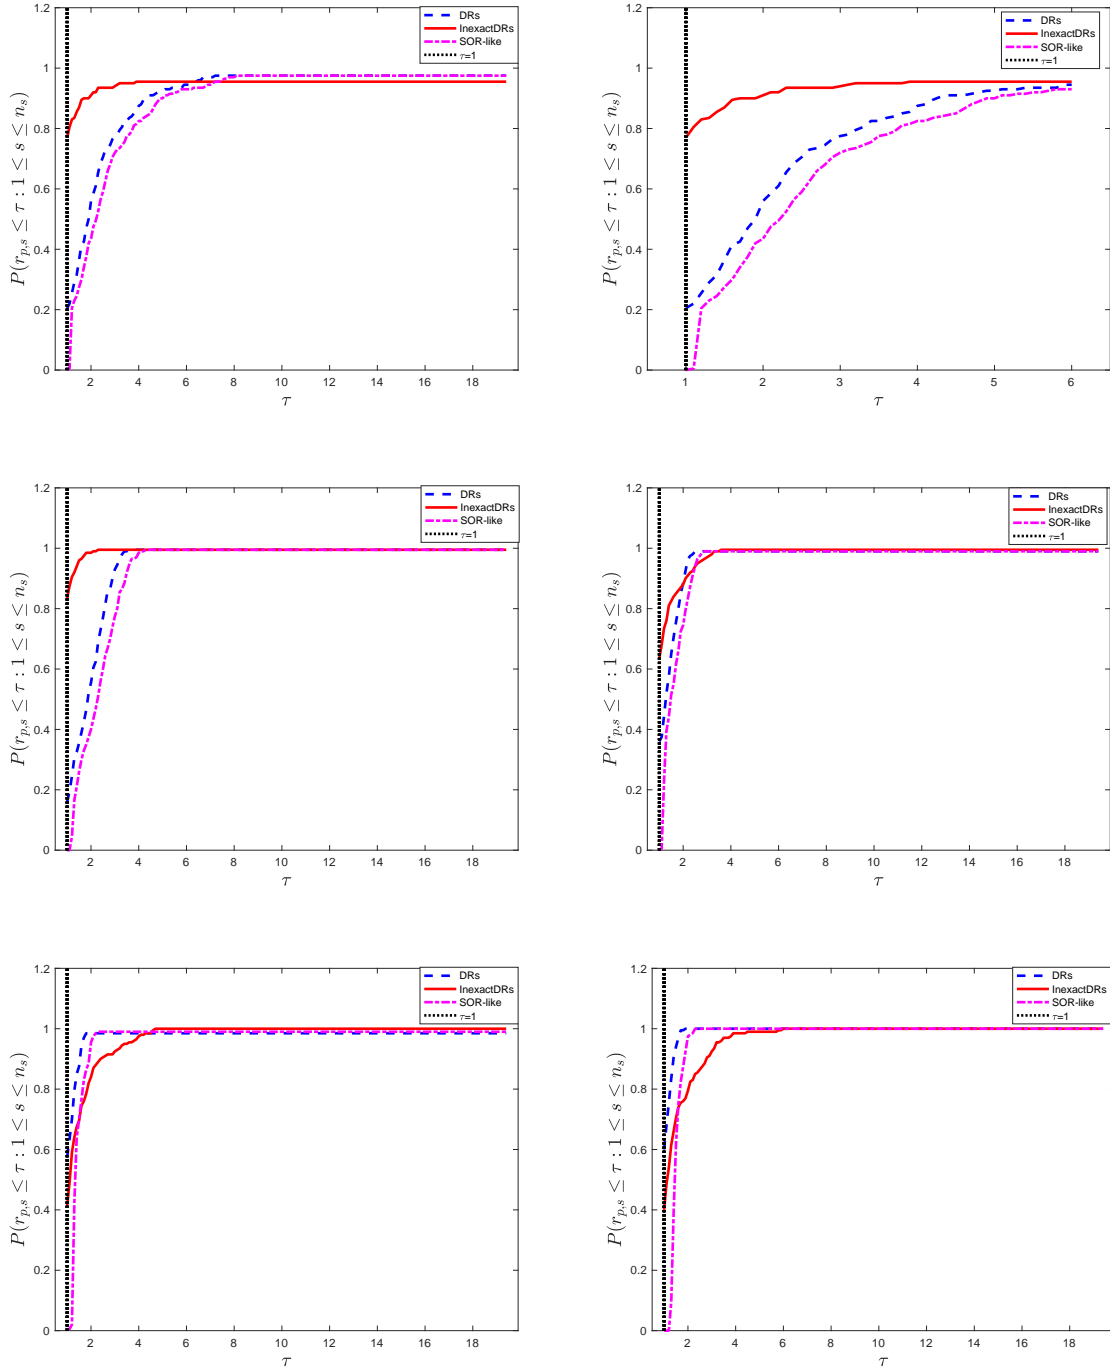 1.2
1
0.8
0.6
0.4
0.2
0
P(r_{p,s} ≤ τ : 1 ≤ s ≤ n_s)
DRs
InexactDRs
SOR-like
τ=1
2 4 6 8 10 12 14 16 18
τ
1.2
1
0.8
0.6
0.4
0.2
0
P(r_{p,s} ≤ τ : 1 ≤ s ≤ n_s)
DRs
InexactDRs
SOR-like
τ=1
1 2 3 4 5 6
τ
1.2
1
0.8
0.6
0.4
0.2
0
P(r_{p,s} ≤ τ : 1 ≤ s ≤ n_s)
DRs
InexactDRs
SOR-like
τ=1
2 4 6 8 10 12 14 16 18
τ
1.2
1
0.8
0.6
0.4
0.2
0
P(r_{p,s} ≤ τ : 1 ≤ s ≤ n_s)
DRs
InexactDRs
SOR-like
τ=1
2 4 6 8 10 12 14 16 18
τ
1.2
1
0.8
0.6
0.4
0.2
0
P(r_{p,s} ≤ τ : 1 ≤ s ≤ n_s)
DRs
InexactDRs
SOR-like
τ=1
2 4 6 8 10 12 14 16 18
τ
1.2
1
0.8
0.6
0.4
0.2
0
P(r_{p,s} ≤ τ : 1 ≤ s ≤ n_s)
DRs
InexactDRs
SOR-like
τ=1
2 4 6 8 10 12 14 16 18
τ